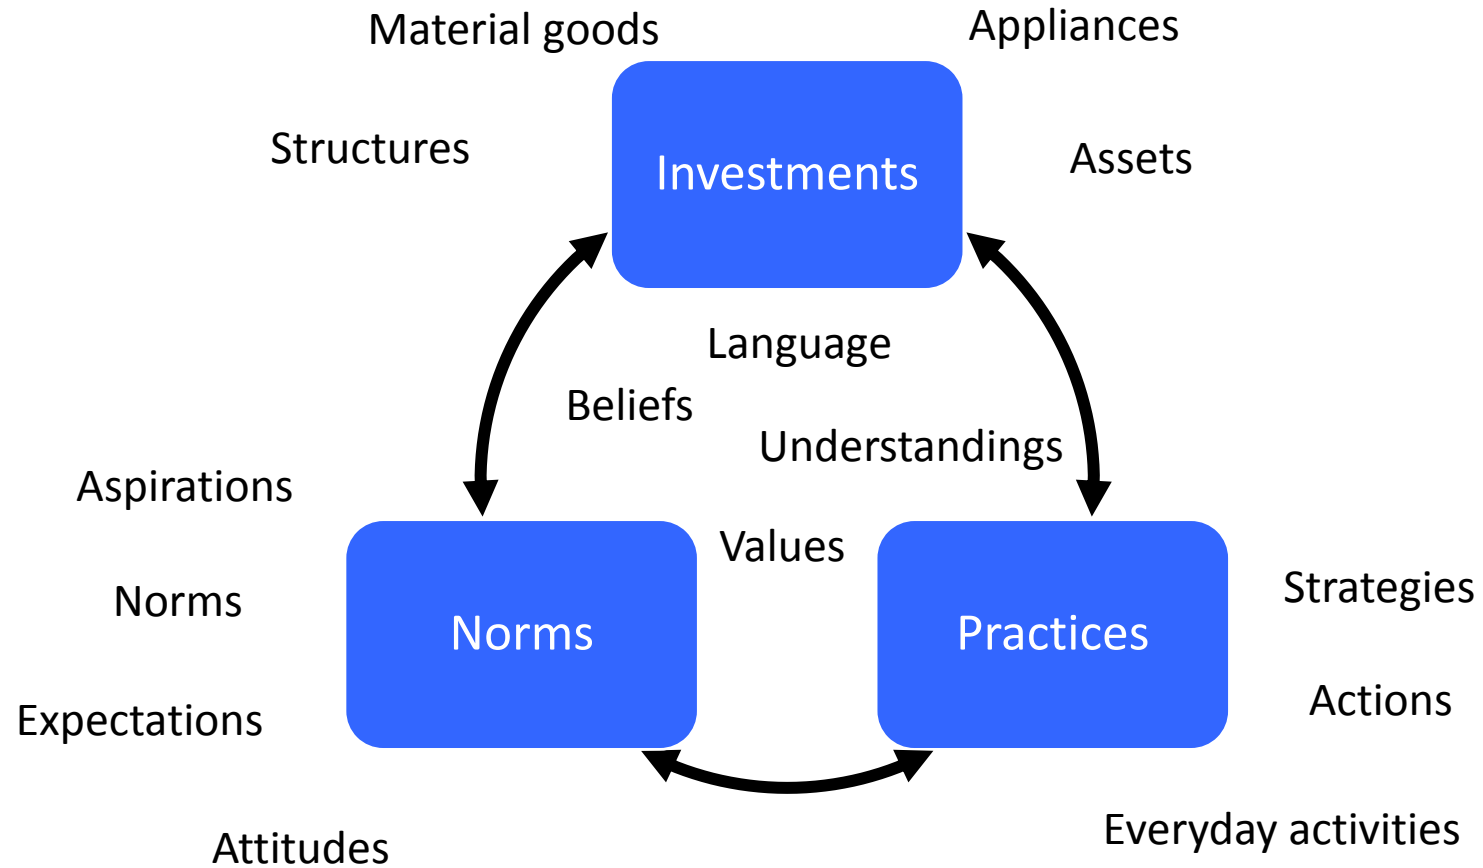 Material goods
Appliances
Structures
Investments
Assets
Language
Beliefs
Understandings
Aspirations
Values
Norms
Norms
Practices
Strategies
Expectations
Actions
Attitudes
Everyday activities